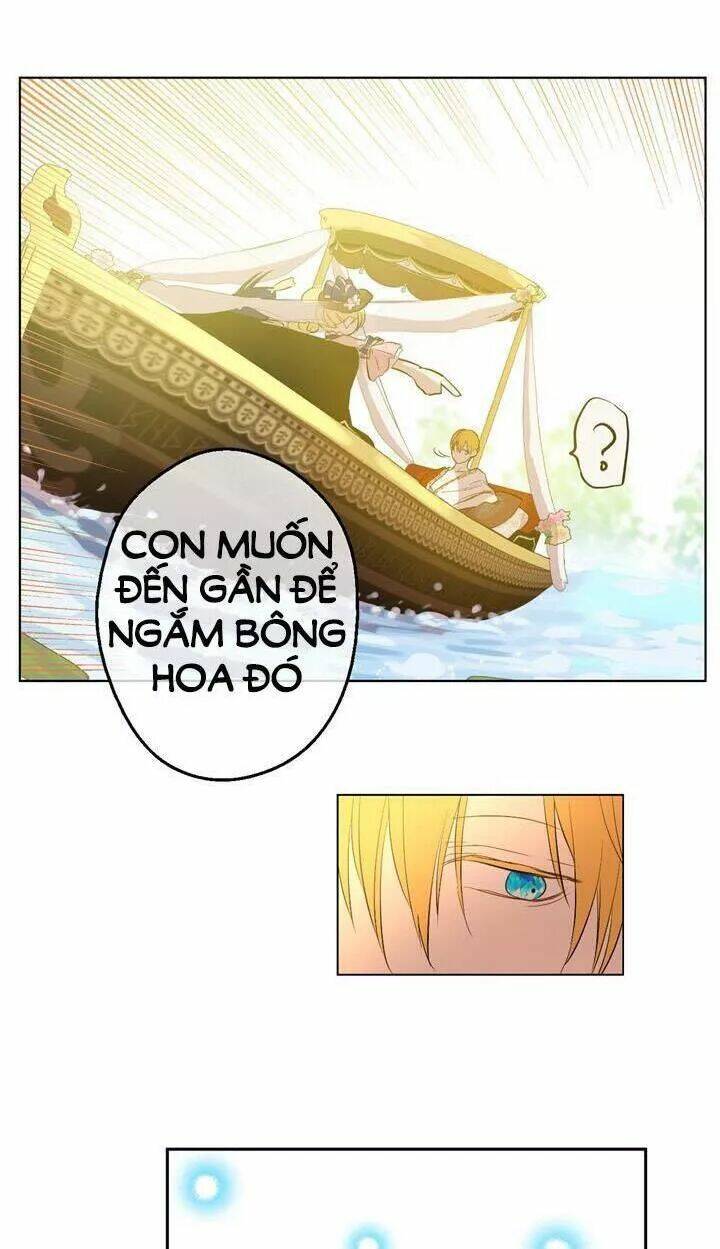 ?
CON MUỐN
ĐẾN GẦN ĐỂ
NGẮM BÔNG
HOA ĐÓ